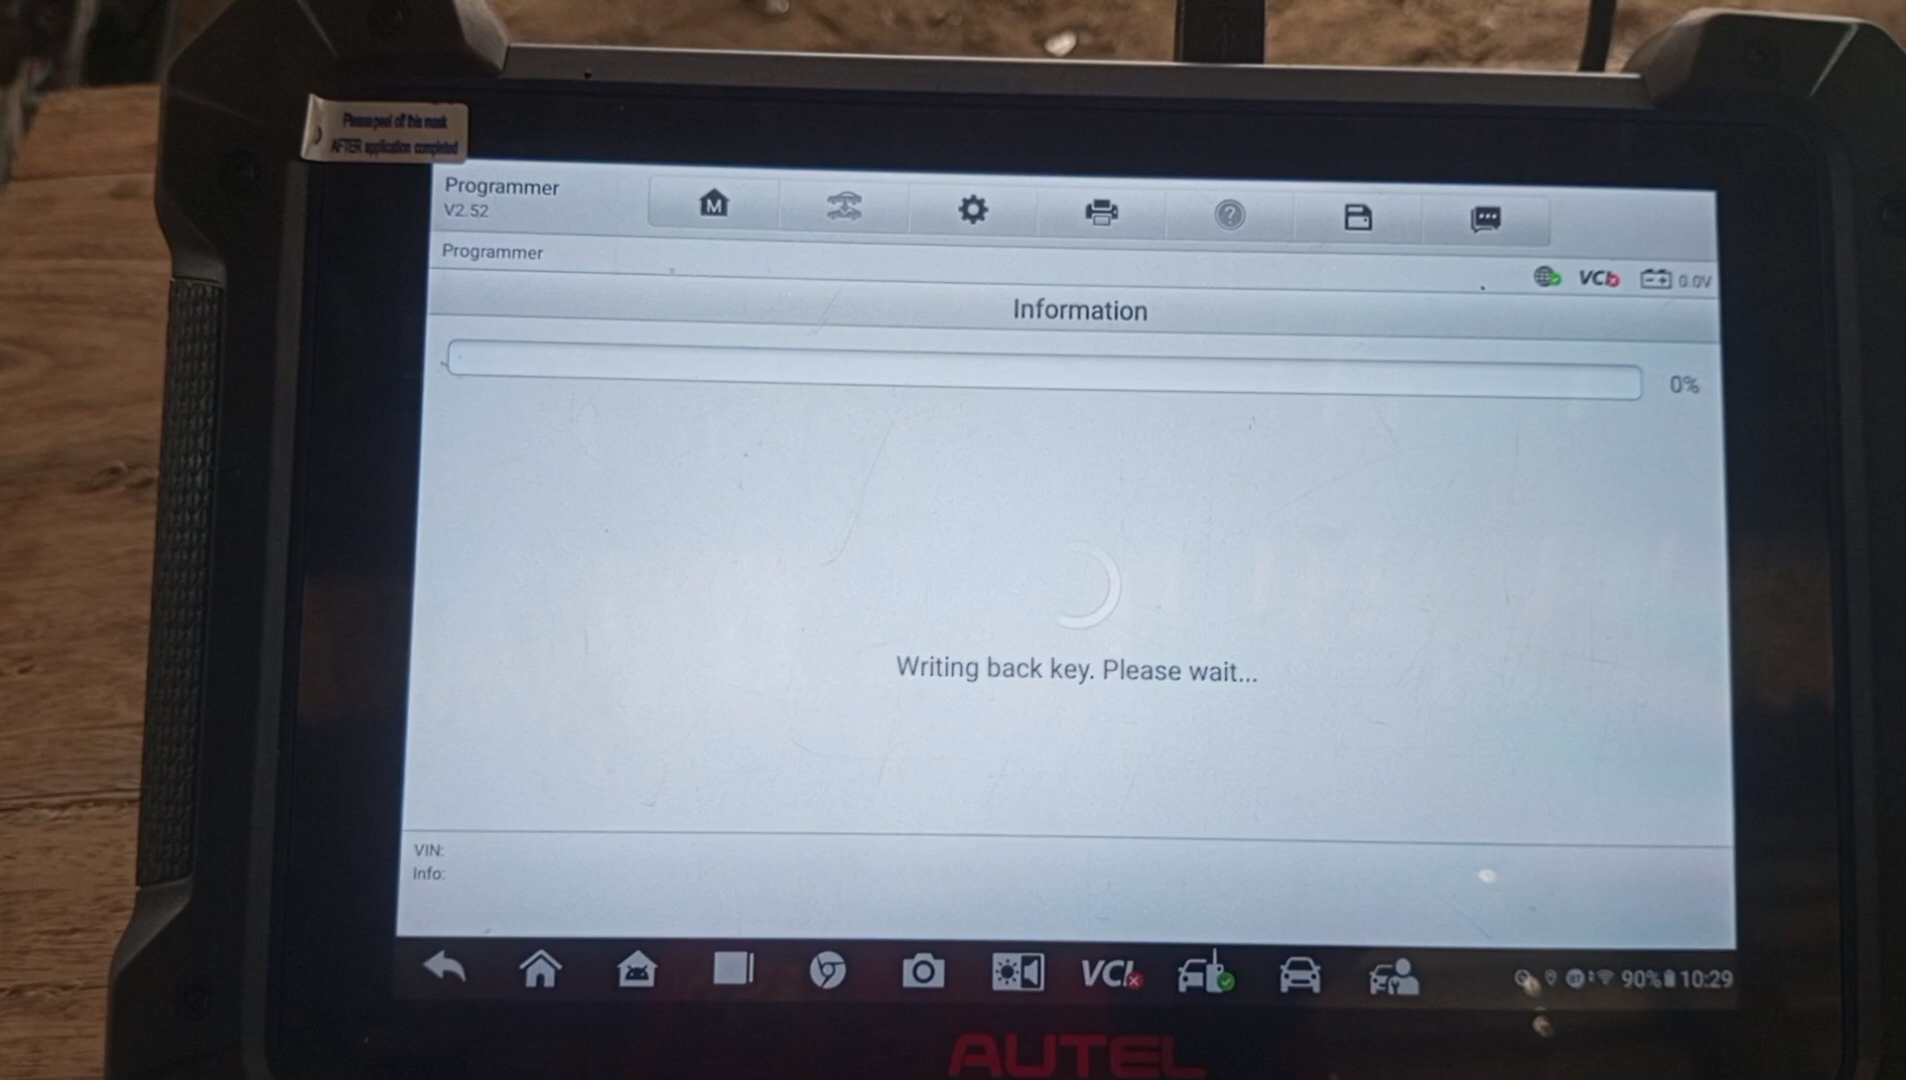 Please peel off this mask
AFTER application completed
Programmer
V2.52
M
?
Programmer
VCI
0.0V
Information
0%
Writing back key. Please wait...
VIN:
Info:
VCI
90%
10:29
AUTEL